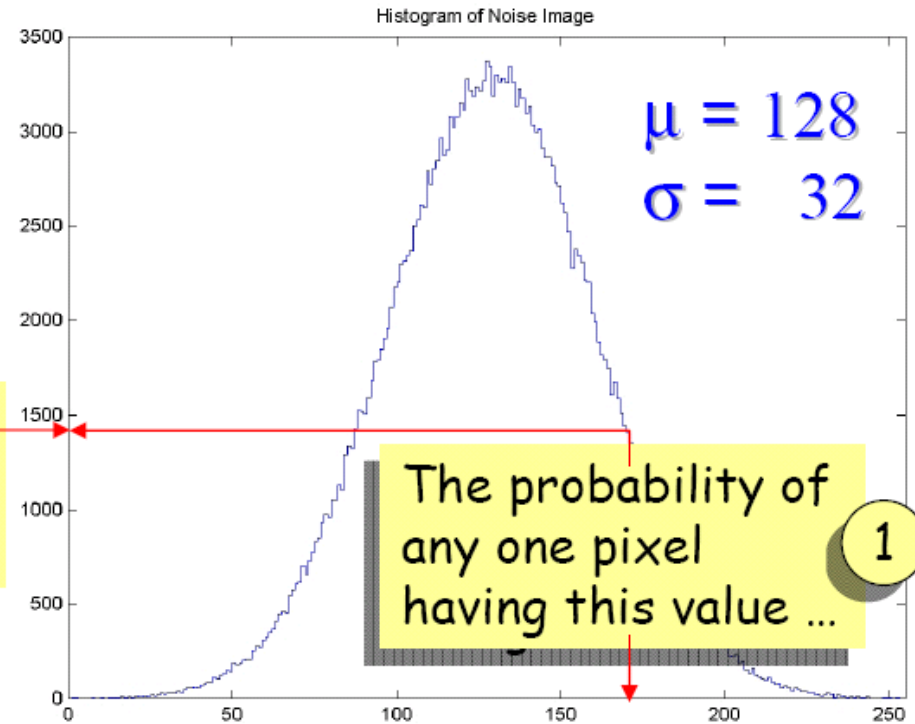 Histogram of Noise Image
3500
3000
2500
2000
1500
1000
500
0
μ = 128
σ = 32
The probability of
any one pixel
having this value ...
1
0 50 100 150 200 250